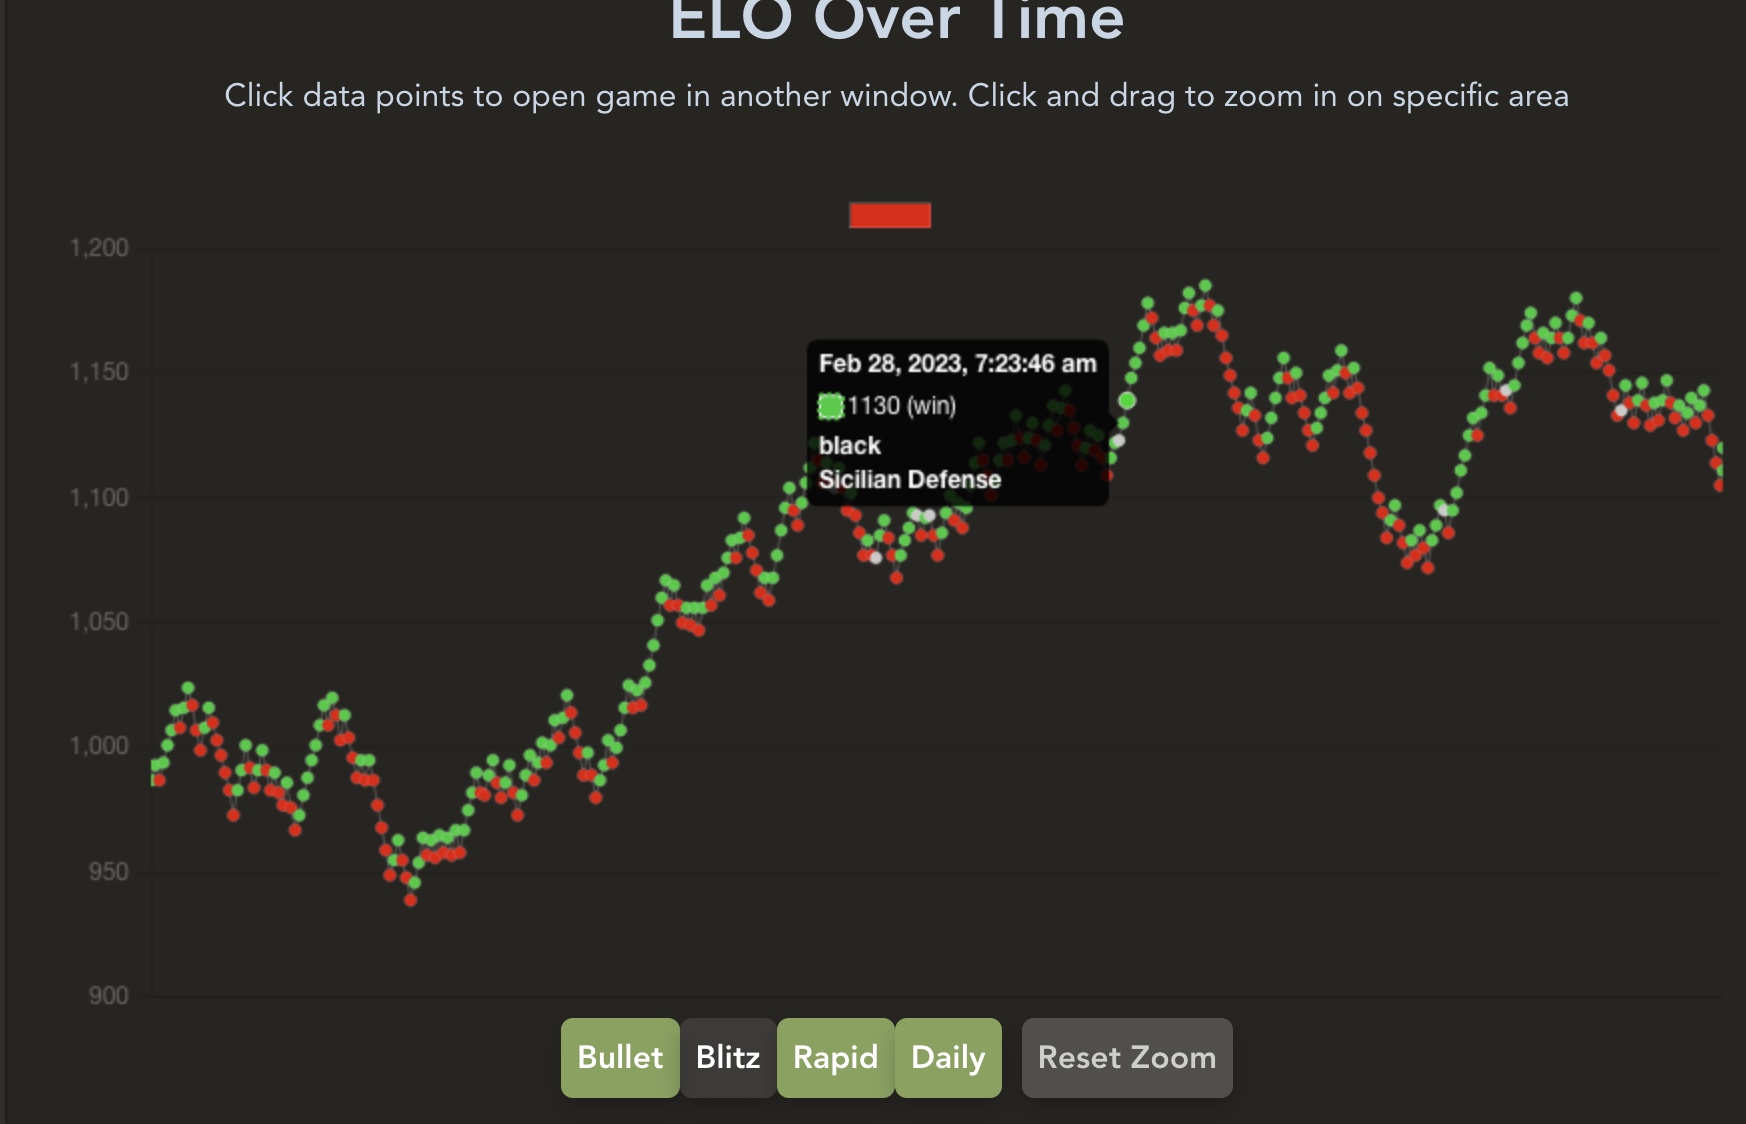 ELO Over Time
Click data points to open game in another window. Click and drag to zoom in on specific area
1,200
1,150
1,100
1,050
1,000
950
900
Feb 28, 2023, 7:23:46 am
1130 (win)
black
Sicilian Defense
Bullet Blitz Rapid Daily Reset Zoom